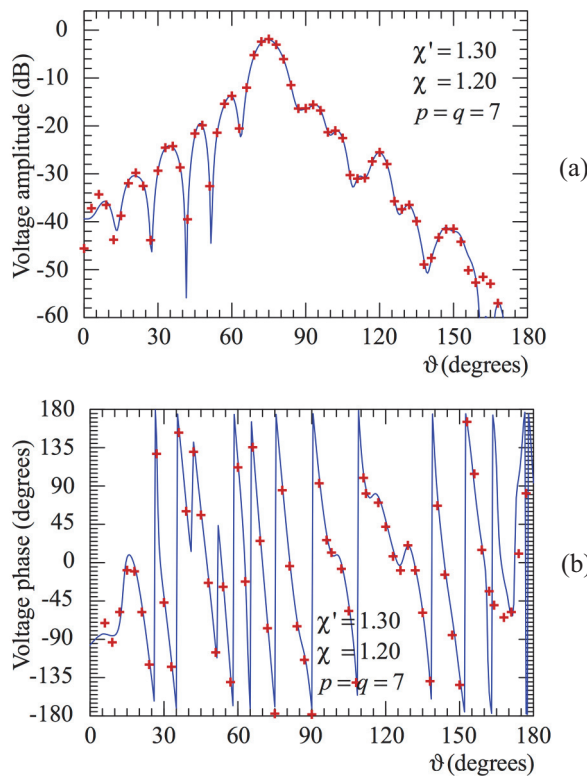 0
-10
-20
-30
-40
-50
-60
Voltage amplitude (dB)
χ' = 1.30
χ = 1.20
p = q = 7
(a)
0 30 60 90 120 150 180
ϑ (degrees)
180
135
90
45
0
-45
-90
-135
-180
Voltage phase (degrees)
χ' = 1.30
χ = 1.20
p = q = 7
(b)
0 30 60 90 120 150 180
ϑ (degrees)